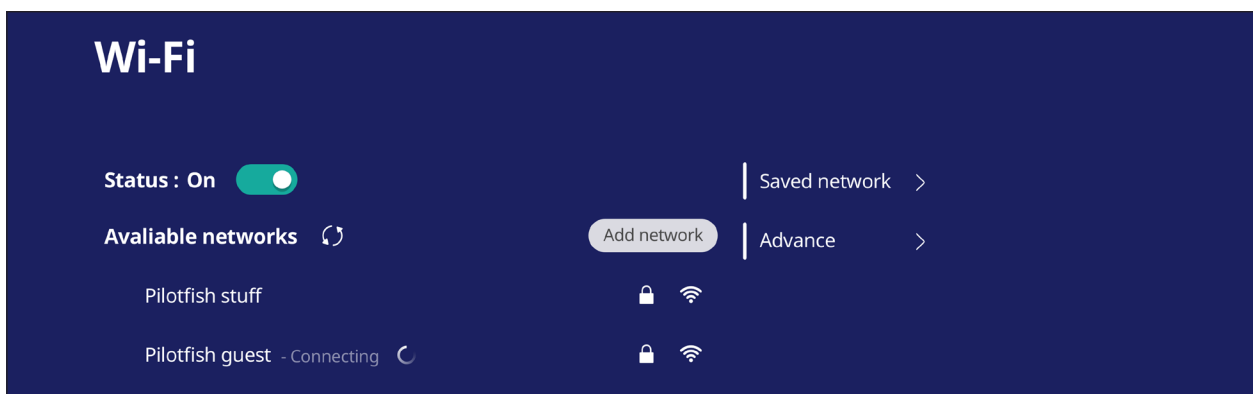 Wi-Fi
Status : On
Saved network
Avaliable networks
Add network
Advance
Pilotfish stuff
Pilotfish guest - Connecting